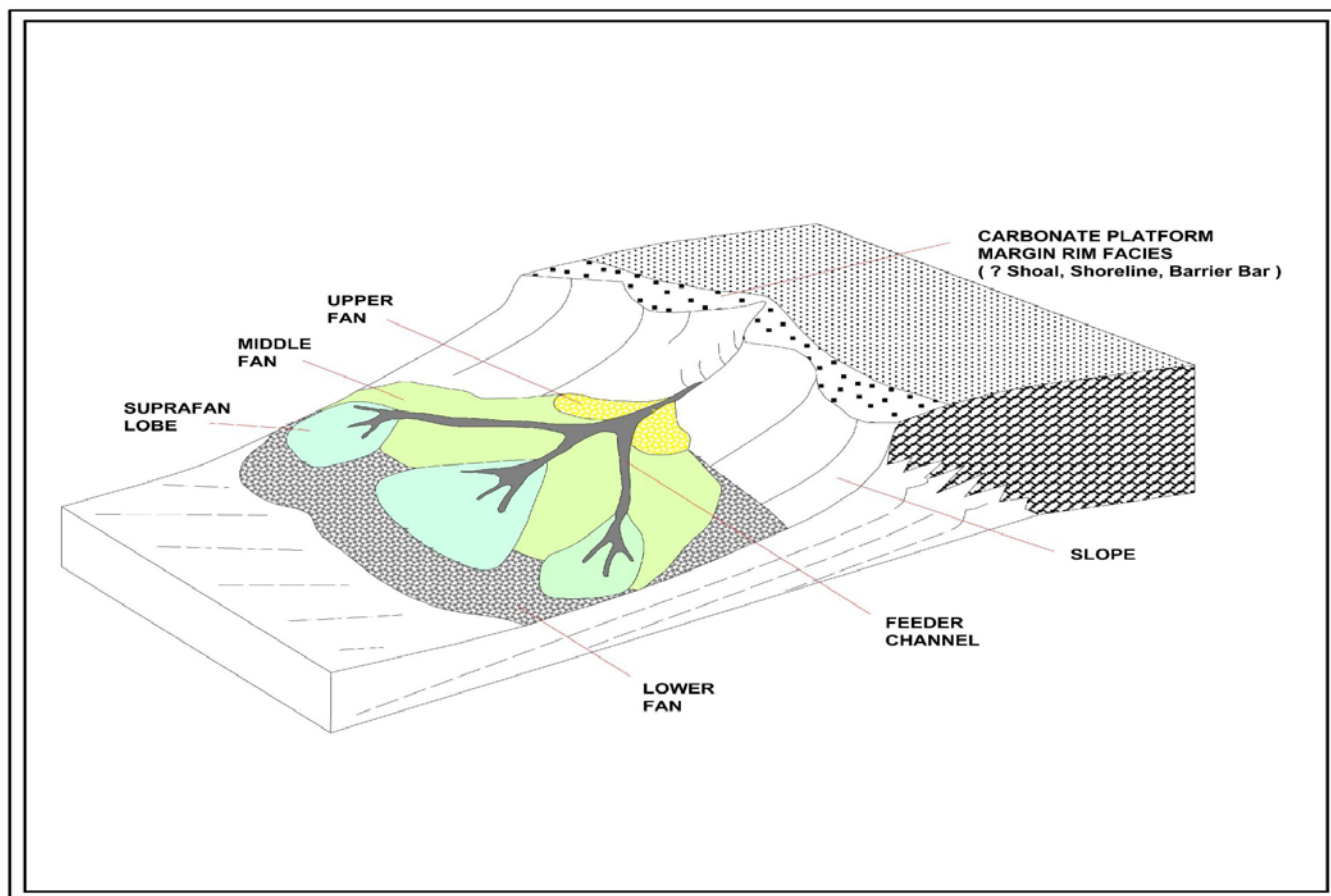 CARBONATE PLATFORM
MARGIN RIM FACIES
( ? Shoal, Shoreline, Barrier Bar )
UPPER
FAN
MIDDLE
FAN
SUPRAFAN
LOBE
SLOPE
FEEDER
CHANNEL
LOWER
FAN